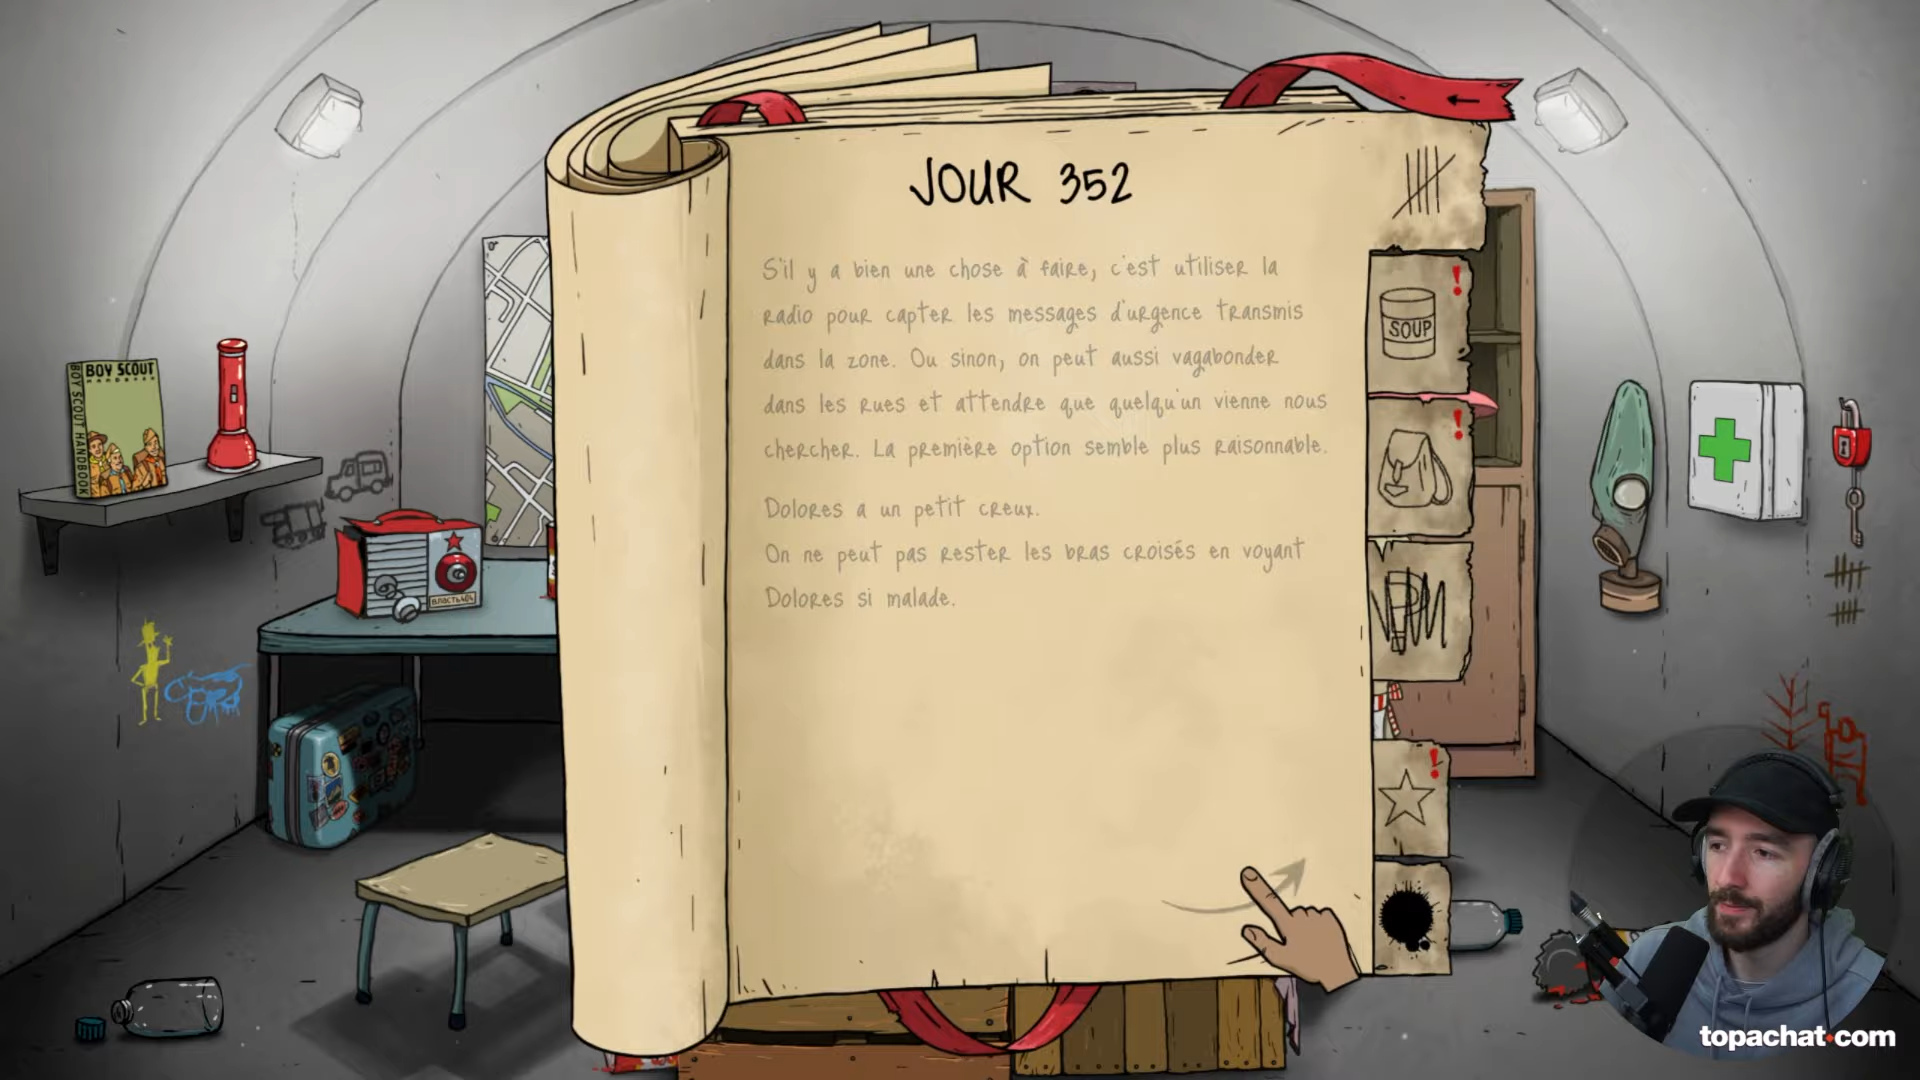 JOUR 352
S'il y a bien une chose à faire, c'est utiliser la
radio pour capter les messages d'urgence transmis
dans la zone. Ou sinon, on peut aussi vagabonder
dans les rues et attendre que quelqu'un vienne nous
chercher. La première option semble plus raisonnable.
Dolores a un petit creux.
On ne peut pas rester les bras croisés en voyant
Dolores si malade.
SOUP
BOY SCOUT
HANDBOOK
BOY SCOUT HANDBOOK
topachat.com